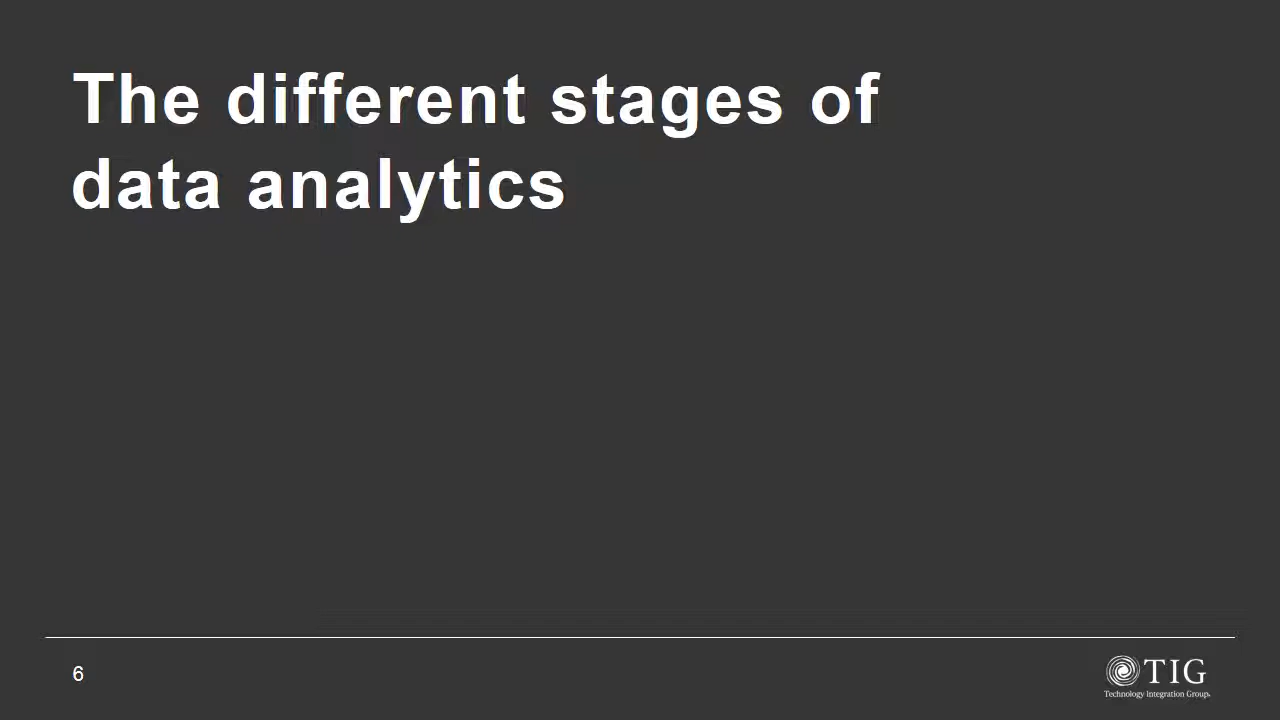 The different stages of
data analytics
6
TIG
Technology Integration Group.